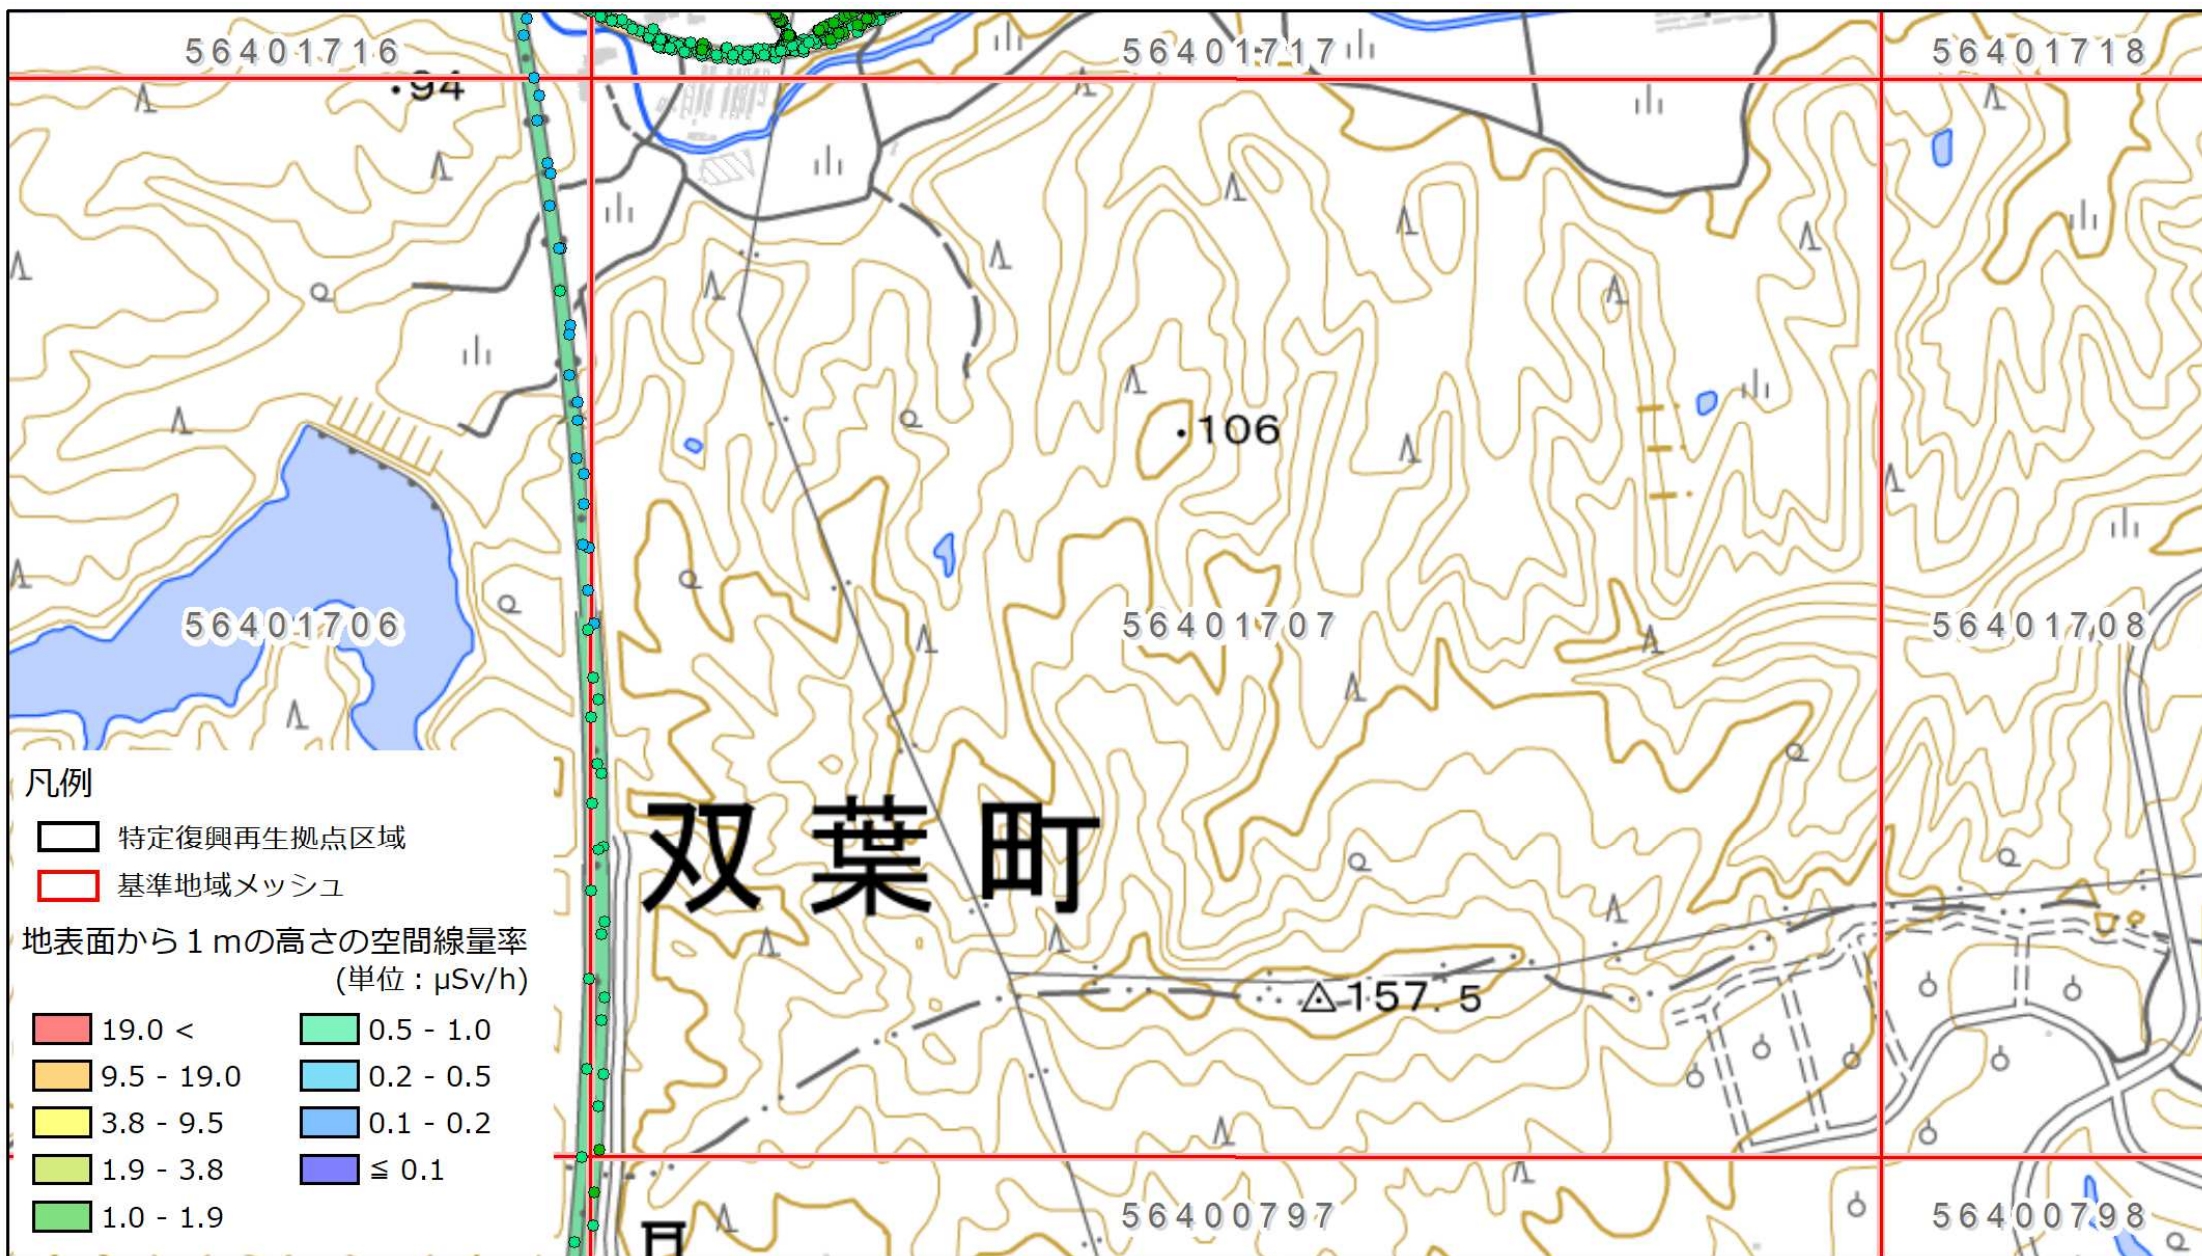 56401716
56401717
56401718
94
106
56401706
56401707
56401708
双葉町
157.5
56400797
56400798
凡例
特定復興再生拠点区域
基準地域メッシュ
地表面から１ｍの高さの空間線量率
(単位：μSv/h)
19.0 <
9.5 - 19.0
3.8 - 9.5
1.9 - 3.8
1.0 - 1.9
0.5 - 1.0
0.2 - 0.5
0.1 - 0.2
≦ 0.1